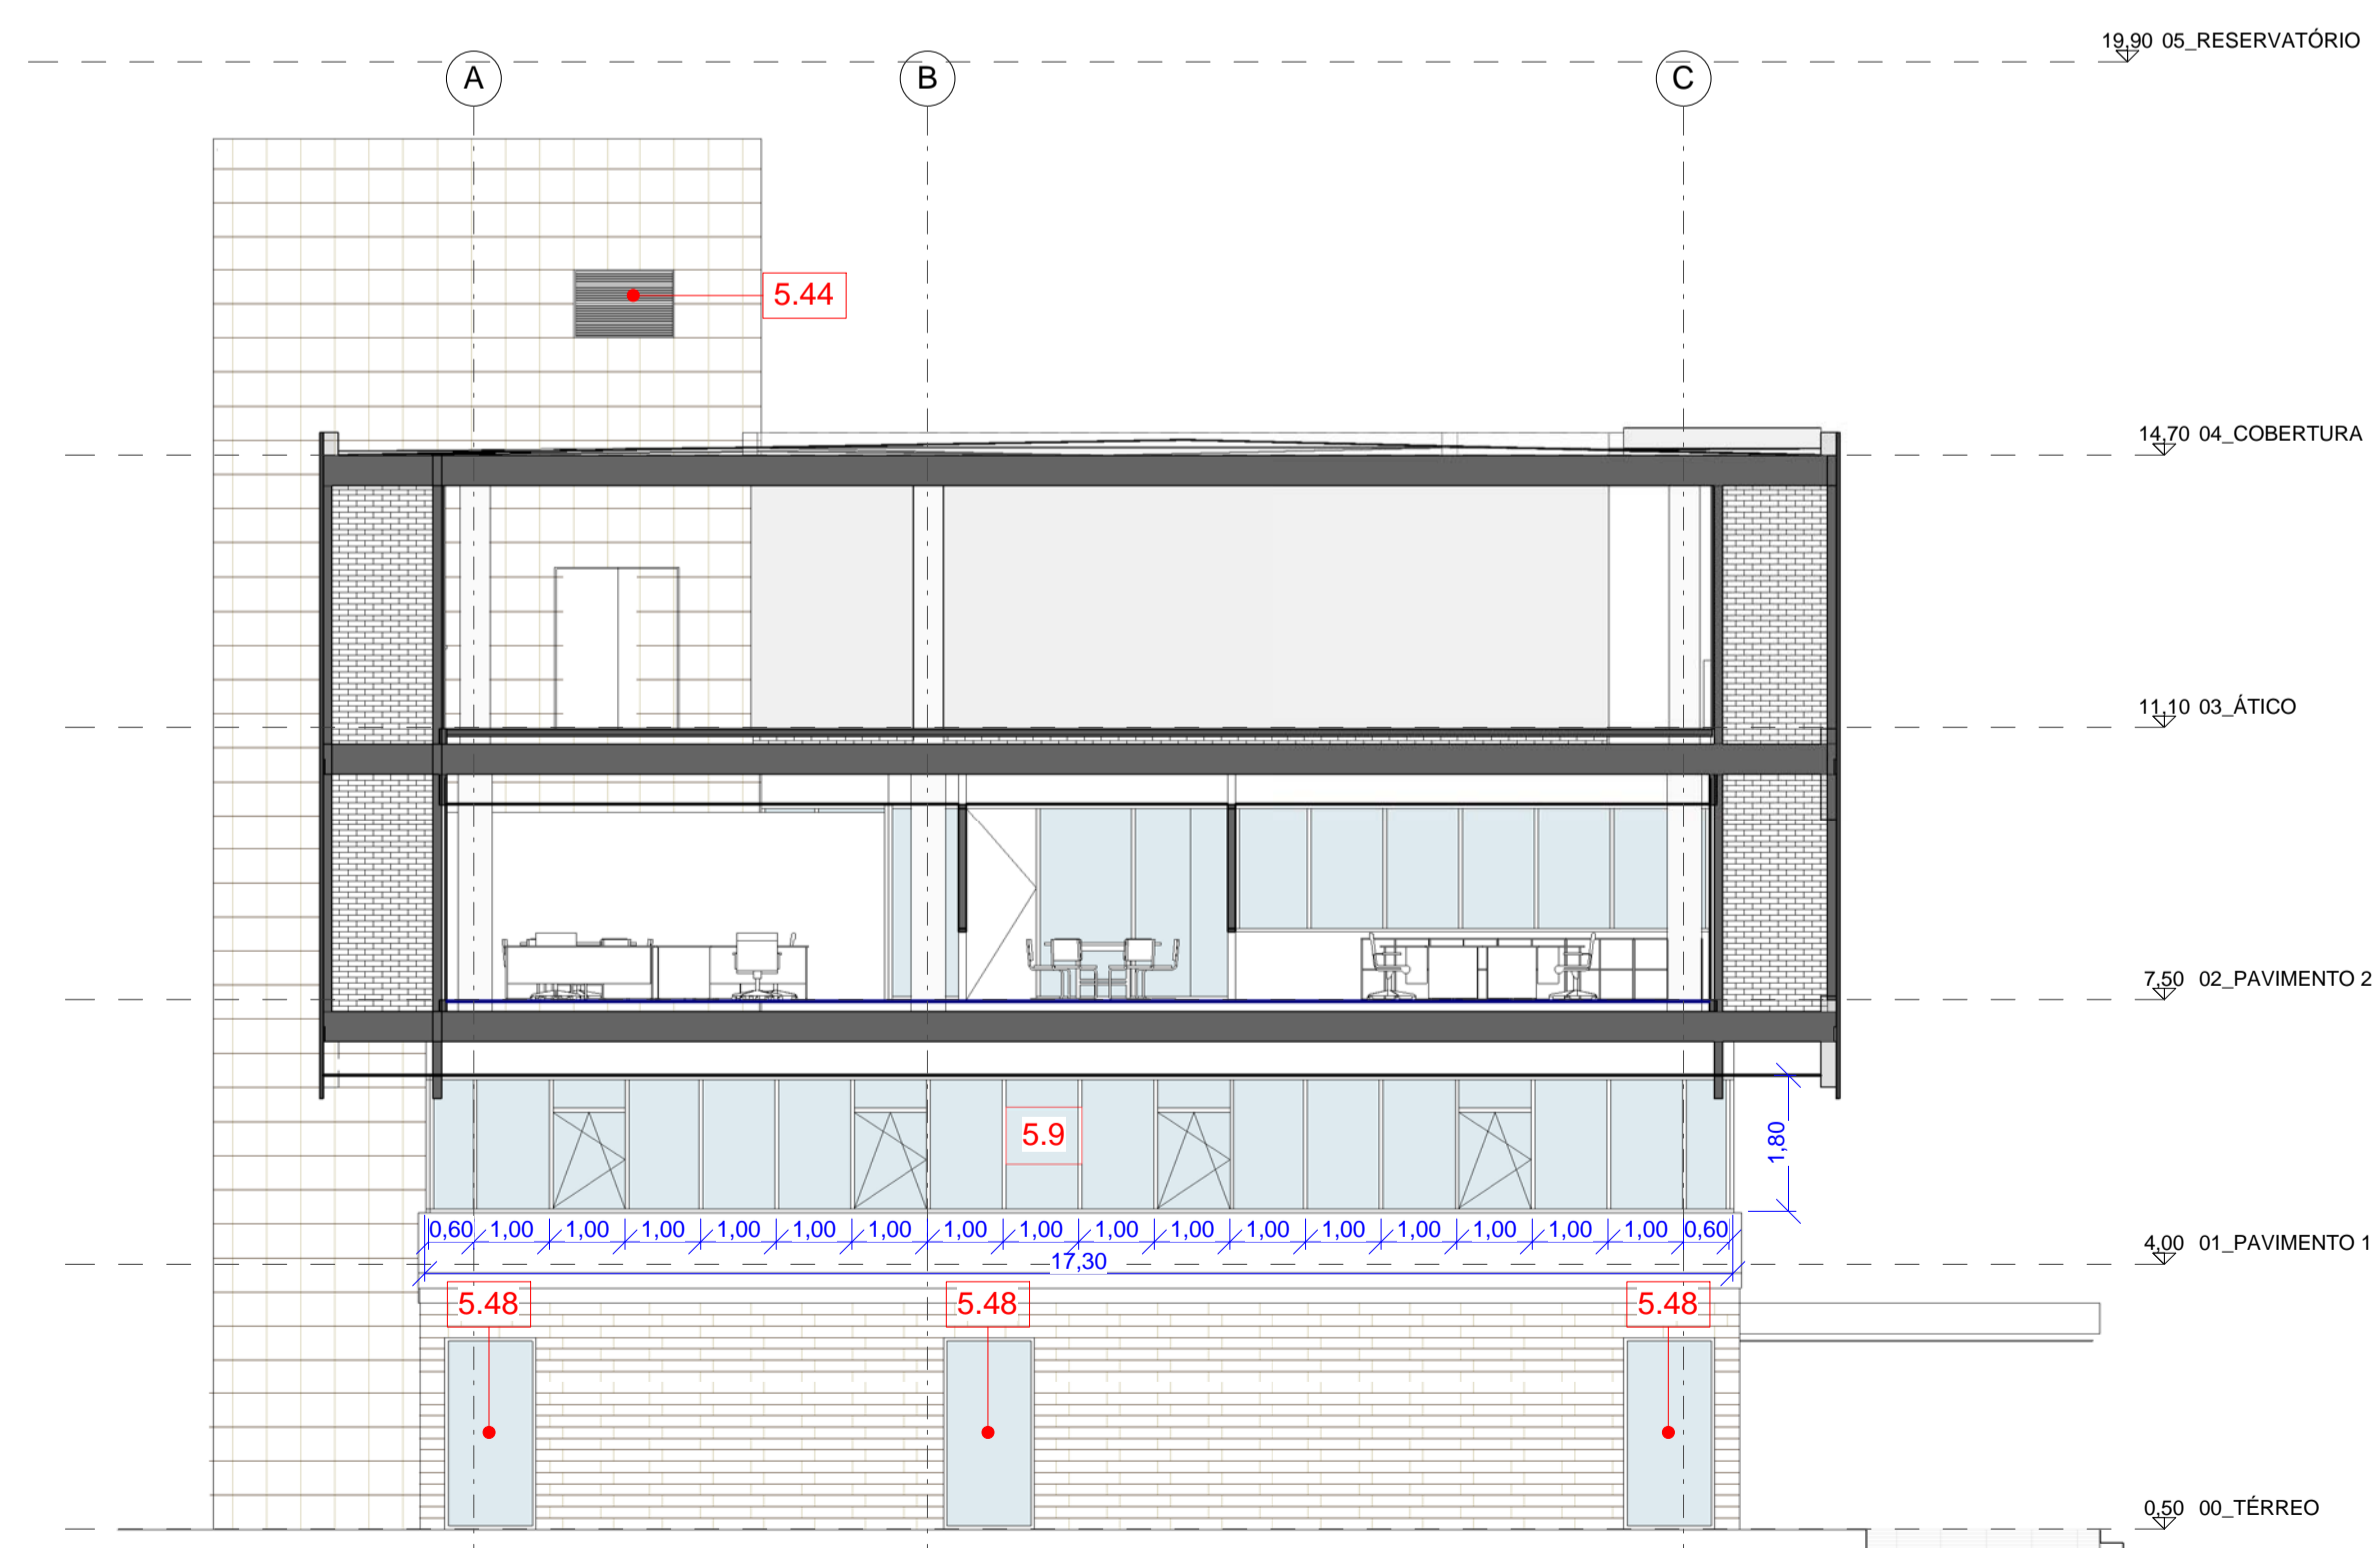 19,90 05_RESERVATÓRIO
A B C
5.44
14,70 04_COBERTURA
11,10 03_ÁTICO
7,50 02_PAVIMENTO 2
5.9
1,80
0,60 1,00 1,00 1,00 1,00 1,00 1,00 1,00 1,00 1,00 1,00 1,00 1,00 1,00 1,00 1,00 1,00 0,60
4,00 01_PAVIMENTO 1
17,30
5.48 5.48 5.48
0,50 00_TÉRREO